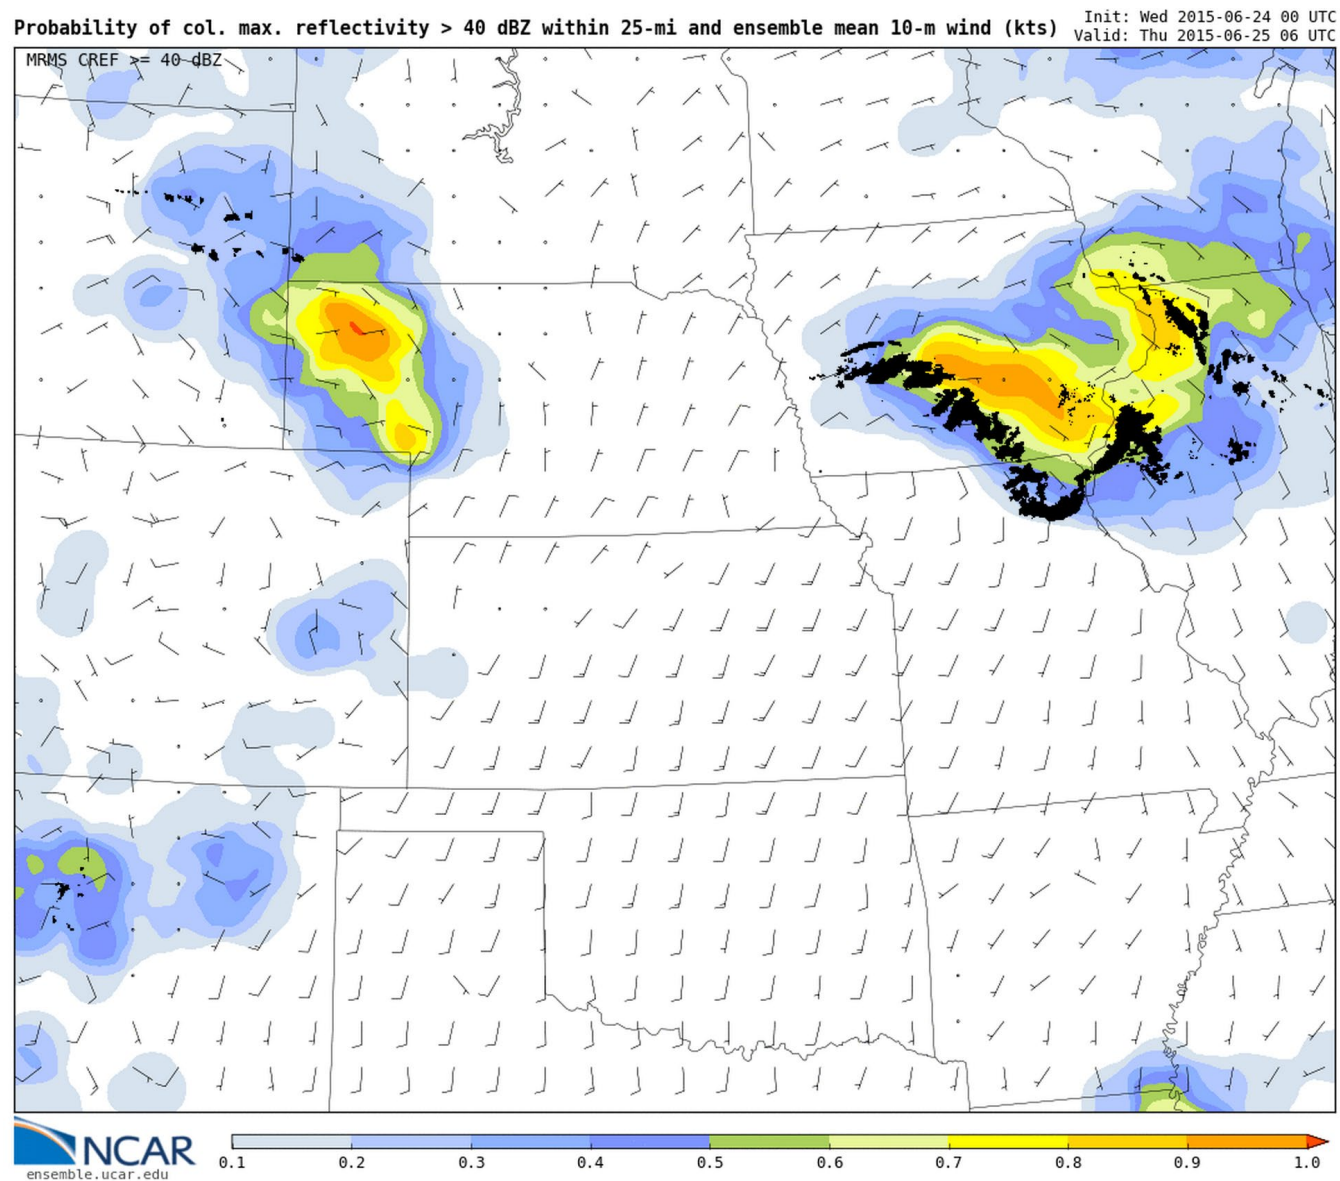 Probability of col. max. reflectivity > 40 dBZ within 25-mi and ensemble mean 10-m wind (kts)
Init: Wed 2015-06-24 00 UTC
Valid: Thu 2015-06-25 06 UTC
MRMS CREF >= 40 dBZ
NCAR
ensemble.ucar.edu
0.1 0.2 0.3 0.4 0.5 0.6 0.7 0.8 0.9 1.0